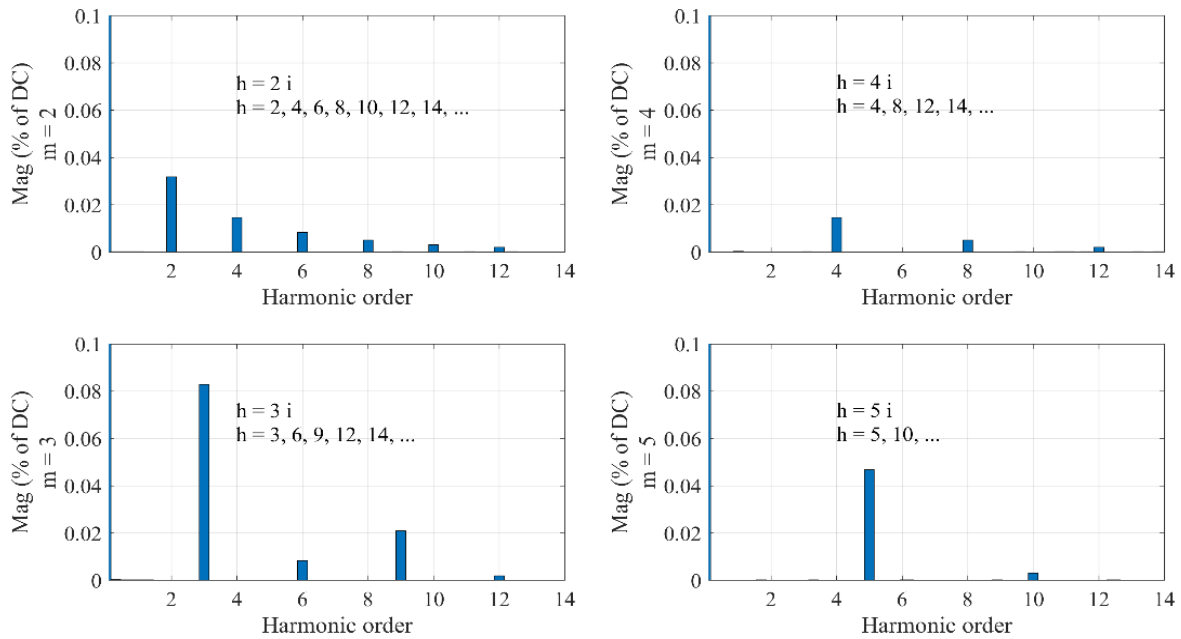 0.1
0.08
0.06
0.04
0.02
0
Mag (% of DC)
m = 2
h = 2 i
h = 2, 4, 6, 8, 10, 12, 14, ...
2 4 6 8 10 12 14
Harmonic order
0.1
0.08
0.06
0.04
0.02
0
Mag (% of DC)
m = 4
h = 4 i
h = 4, 8, 12, 14, ...
2 4 6 8 10 12 14
Harmonic order
0.1
0.08
0.06
0.04
0.02
0
Mag (% of DC)
m = 3
h = 3 i
h = 3, 6, 9, 12, 14, ...
2 4 6 8 10 12 14
Harmonic order
0.1
0.08
0.06
0.04
0.02
0
Mag (% of DC)
m = 5
h = 5 i
h = 5, 10, ...
2 4 6 8 10 12 14
Harmonic order